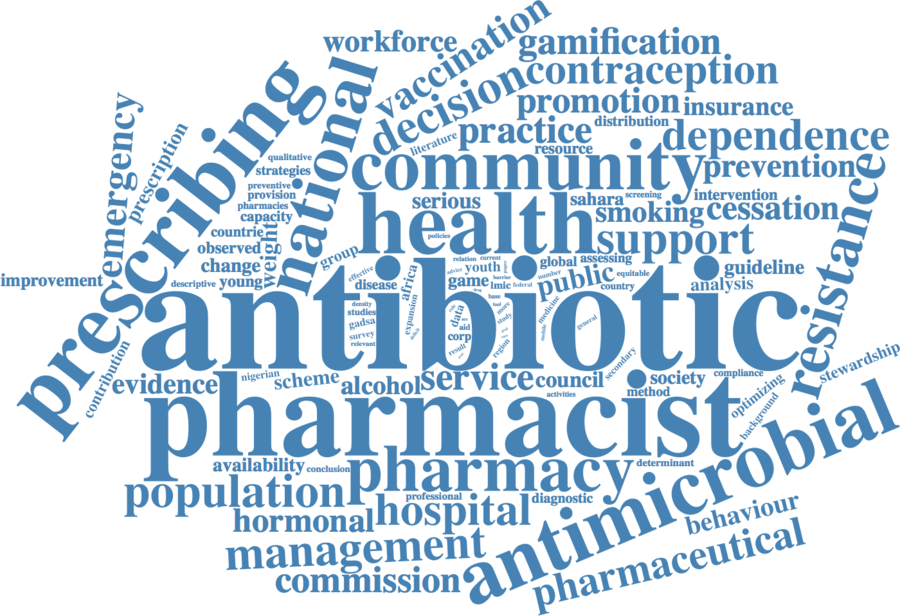 workforce
vaccination
gamification
decision
contraception
promotion
insurance
national
prescribing
emergency
prescription
literature
practice
distribution
resource
dependence
community
prevention
qualitative
strategies
preventive
provision
pharmacies
capacity
countrie
observed
change
weight
group
health
serious
policies
sahara
screening
smoking
intervention
cessation
support
resistance
improvement
descriptive
young
antibiotic
effective
disease
africa
expansion
relation
current
advice
youth
game
lmic
barrier
base
federal
global
assessing
number
public
equitable
country
guideline
analysis
density
studies
gadsa
survey
relevant
data
aid
corp
result
tool
study
region
medicine
general
secondary
contribution
evidence
nigerian
scheme
alcohol
service
council
activities
society
method
compliance
stewardship
optimizing
background
pharmacist
availability
conclusion
pharmacy
determinant
population
professional
diagnostic
hormonal
hospital
antimicrobial
behaviour
management
commission
pharmaceutical